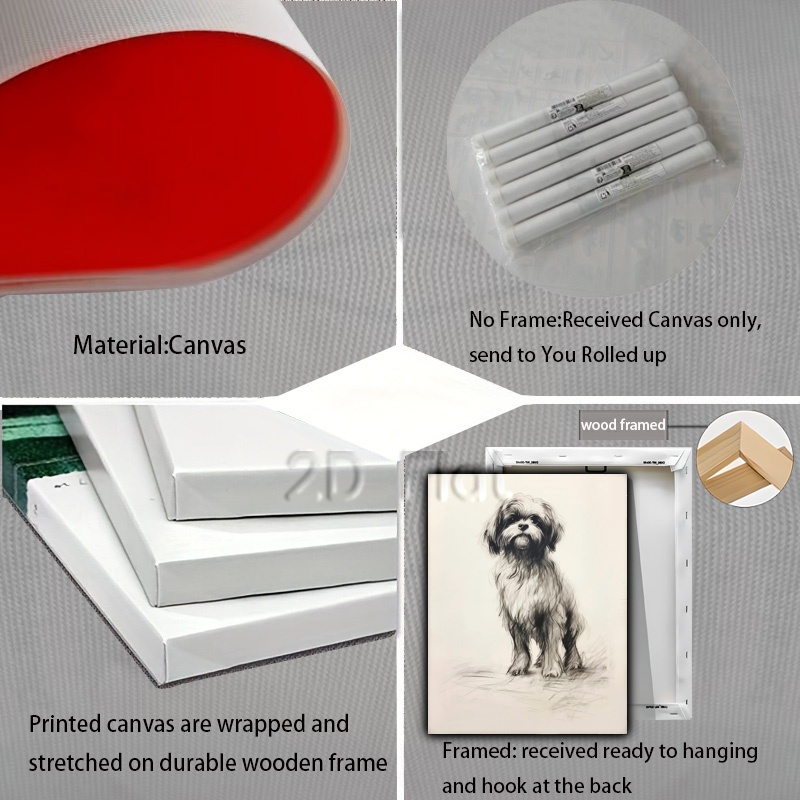 Material:Canvas
No Frame:Received Canvas only,
send to You Rolled up
2D Flat
wood framed
Printed canvas are wrapped and
stretched on durable wooden frame
Framed: received ready to hanging
and hook at the back